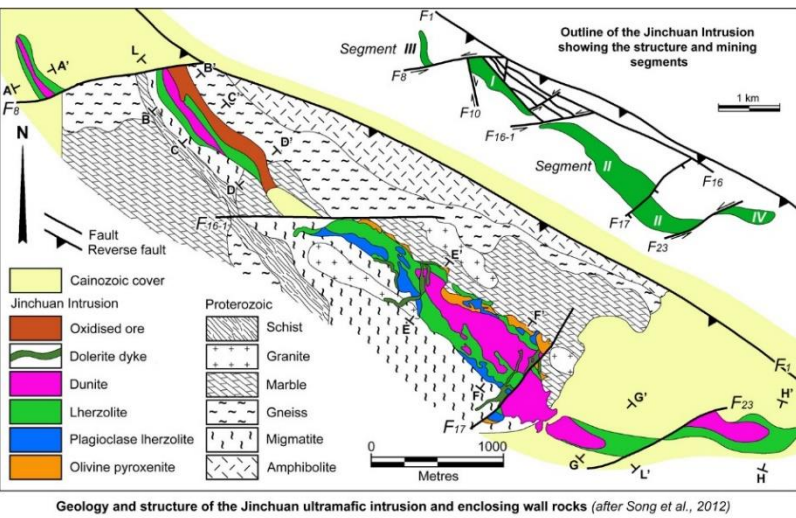 F1
Outline of the Jinchuan Intrusion
showing the structure and mining
segments
Segment III
F8
I
F10
F16-1
1 km
Segment II
F16
II
F17
F23
IV
A
A'
L
B'
F8
C'
N
B
C
D'
D
F16-1
E'
E
F'
F
F17
F1
G'
F23
H'
G
L'
H
Fault
Reverse fault
Cainozoic cover
Jinchuan Intrusion
Oxidised ore
Dolerite dyke
Dunite
Lherzolite
Plagioclase lherzolite
Olivine pyroxenite
Proterozoic
Schist
Granite
Marble
Gneiss
Migmatite
Amphibolite
0 1000
Metres
Geology and structure of the Jinchuan ultramafic intrusion and enclosing wall rocks (after Song et al., 2012)